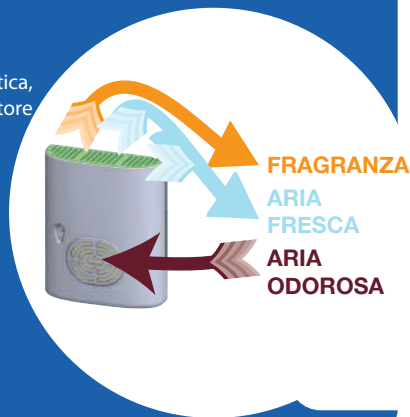 tica,
tore
FRAGRANZA
ARIA
FRESCA
ARIA
ODOROSA